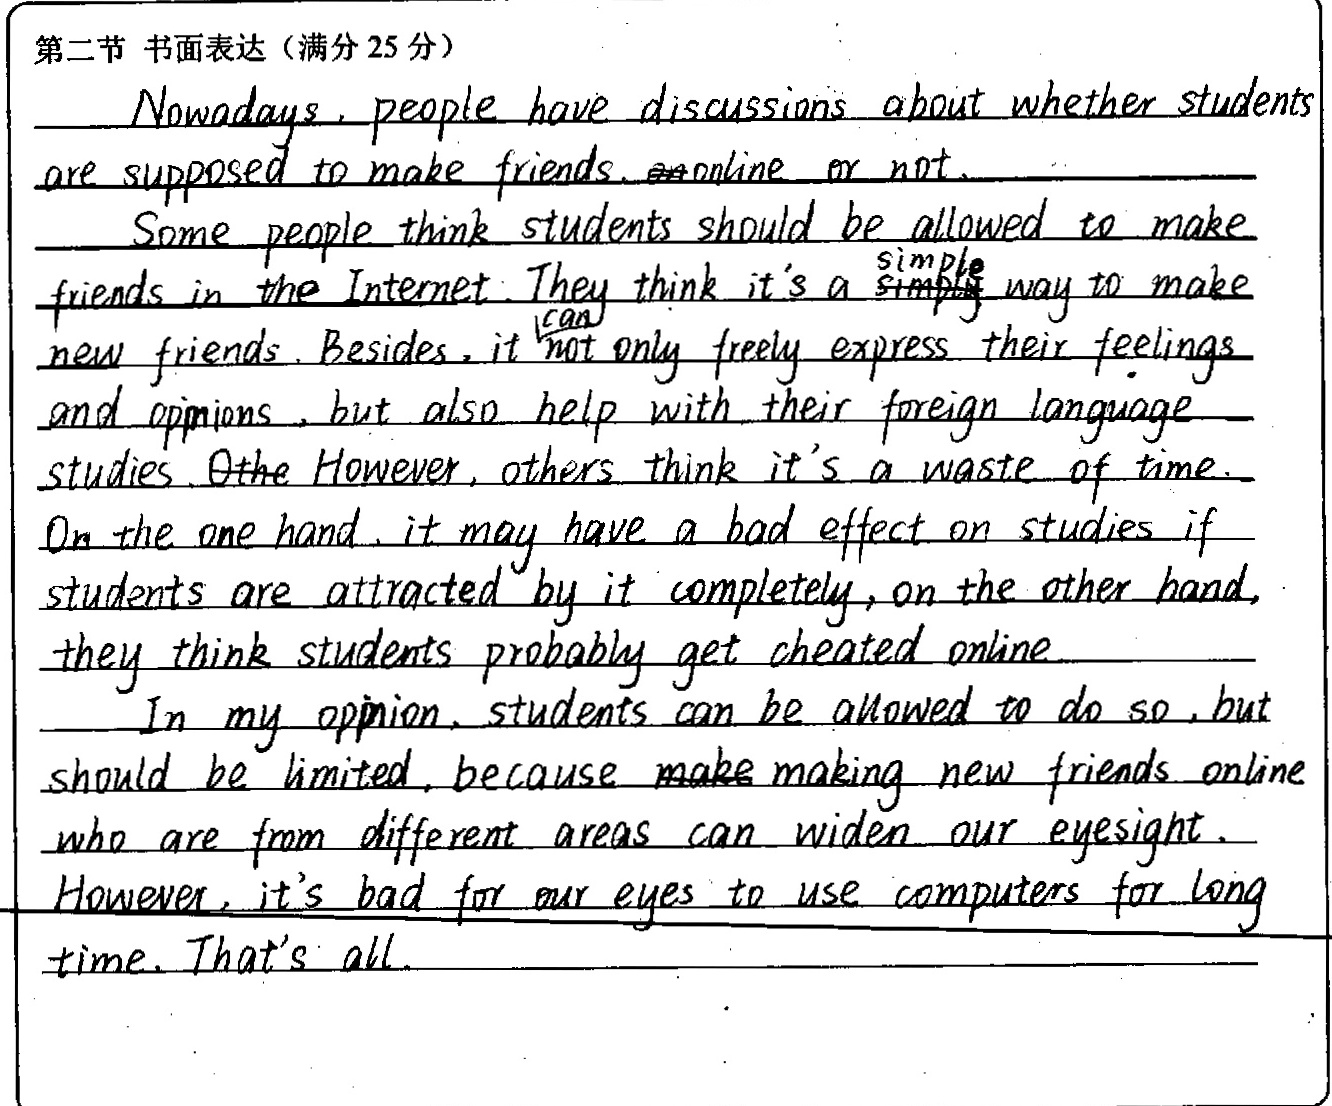 第二节 书面表达（满分 25 分）
Nowadays, people have discussions about whether students
are supposed to make friends online or not.
Some people think students should be allowed to make
friends in the Internet. They think it's a simple way to make
new friends. Besides, it can not only freely express their feelings
and opinions, but also help with their foreign language
studies. Othe However, others think it's a waste of time.
On the one hand, it may have a bad effect on studies if
students are attracted by it completely, on the other hand,
they think students probably get cheated online
In my opinion, students can be allowed to do so, but
should be limited, because make making new friends online
who are from different areas can widen our eyesight.
However, it's bad for our eyes to use computers for long
time. That's all.